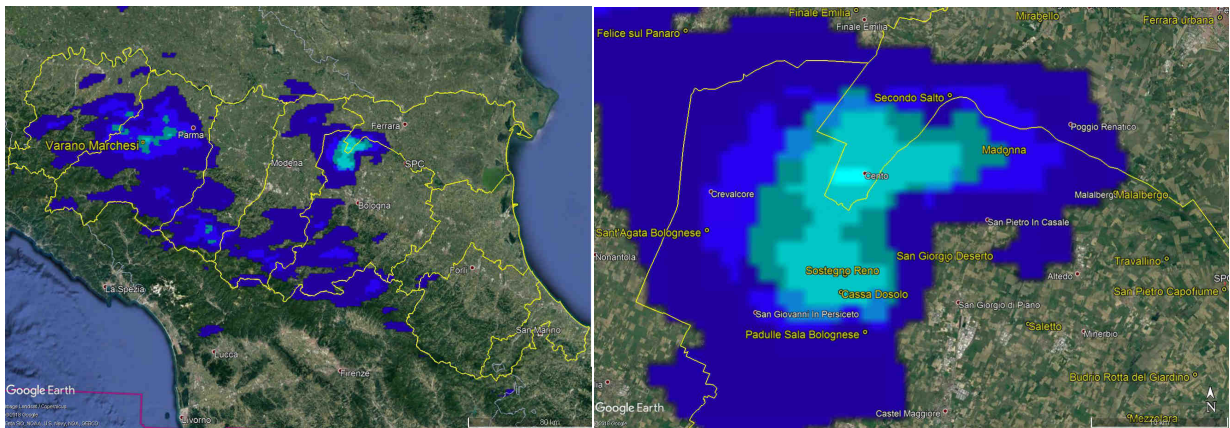 Ferrara
Parma
Varano Marchesi
SPC
Modena
Bologna
Forlì
La Spezia
San Marino
Lucca
Firenze
Google Earth
Livorno
80 km
Finale Emilia
Mirabello
Ferrara urbana
Finale Emilia
Felice sul Panaro
Secondo Salto
Poggio Renatico
Madonna
Cento
Crevalcore
Malalbergo
Malalbergo
San Pietro In Casale
Sant'Agata Bolognese
Nonantola
San Giorgio Deserto
Travallino
Sostegno Reno
Altedo
SPC
Cassa Dosolo
San Pietro Capofiume
San Giorgio di Piano
San Giovanni In Persiceto
Saletto
Padulle Sala Bolognese
Minerbio
Budrio Rotta del Giardino
Google Earth
N
Castel Maggiore
Mezzolara